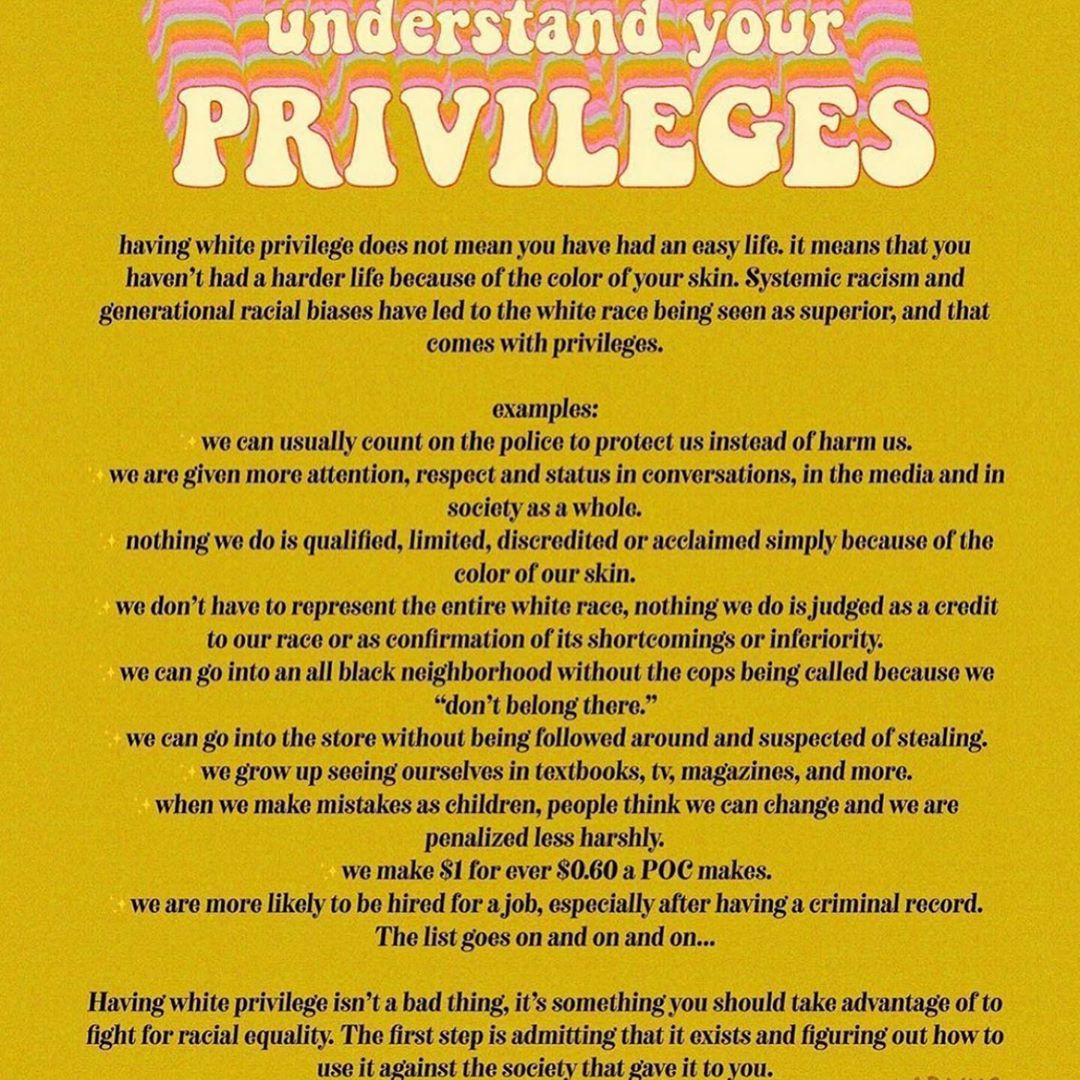 understand your
PRIVILEGES
having white privilege does not mean you have had an easy life. it means that you
haven't had a harder life because of the color of your skin. Systemic racism and
generational racial biases have led to the white race being seen as superior, and that
comes with privileges.
examples:
✨we can usually count on the police to protect us instead of harm us.
✨we are given more attention, respect and status in conversations, in the media and in
society as a whole.
✨ nothing we do is qualified, limited, discredited or acclaimed simply because of the
color of our skin.
✨we don't have to represent the entire white race, nothing we do is judged as a credit
to our race or as confirmation of its shortcomings or inferiority.
✨we can go into an all black neighborhood without the cops being called because we
“don't belong there.”
✨we can go into the store without being followed around and suspected of stealing.
✨we grow up seeing ourselves in textbooks, tv, magazines, and more.
✨when we make mistakes as children, people think we can change and we are
penalized less harshly.
✨we make $1 for ever $0.60 a POC makes.
✨we are more likely to be hired for a job, especially after having a criminal record.
The list goes on and on and on...
Having white privilege isn't a bad thing, it's something you should take advantage of to
fight for racial equality. The first step is admitting that it exists and figuring out how to
use it against the society that gave it to you.